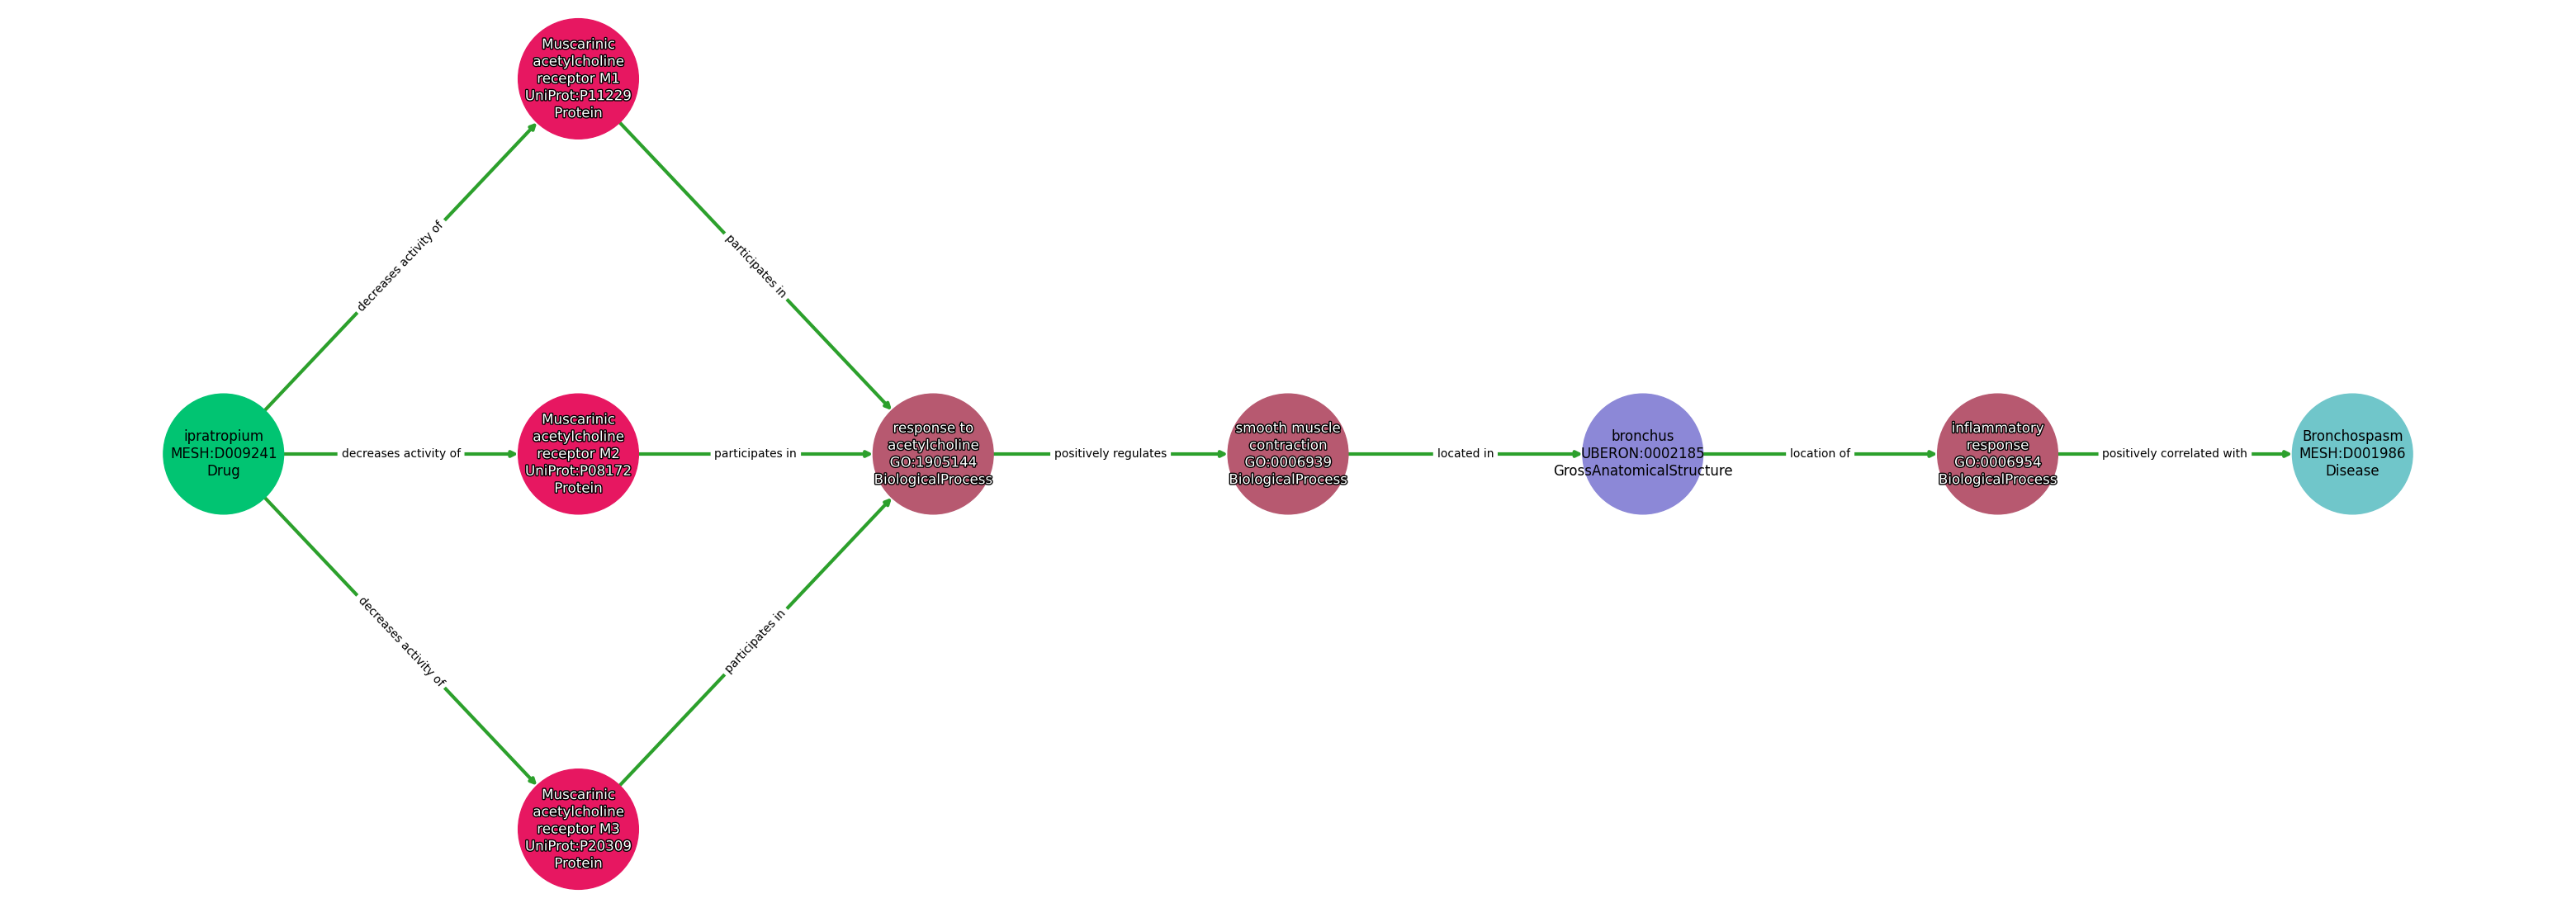 Muscarinic
acetylcholine
receptor M1
UniProt:P11229
Protein
decreases activity of
participates in
ipratropium
MESH:D009241
Drug
decreases activity of
Muscarinic
acetylcholine
receptor M2
UniProt:P08172
Protein
participates in
response to
acetylcholine
GO:1905144
BiologicalProcess
positively regulates
smooth muscle
contraction
GO:0006939
BiologicalProcess
located in
bronchus
UBERON:0002185
GrossAnatomicalStructure
location of
inflammatory
response
GO:0006954
BiologicalProcess
positively correlated with
Bronchospasm
MESH:D001986
Disease
decreases activity of
participates in
Muscarinic
acetylcholine
receptor M3
UniProt:P20309
Protein